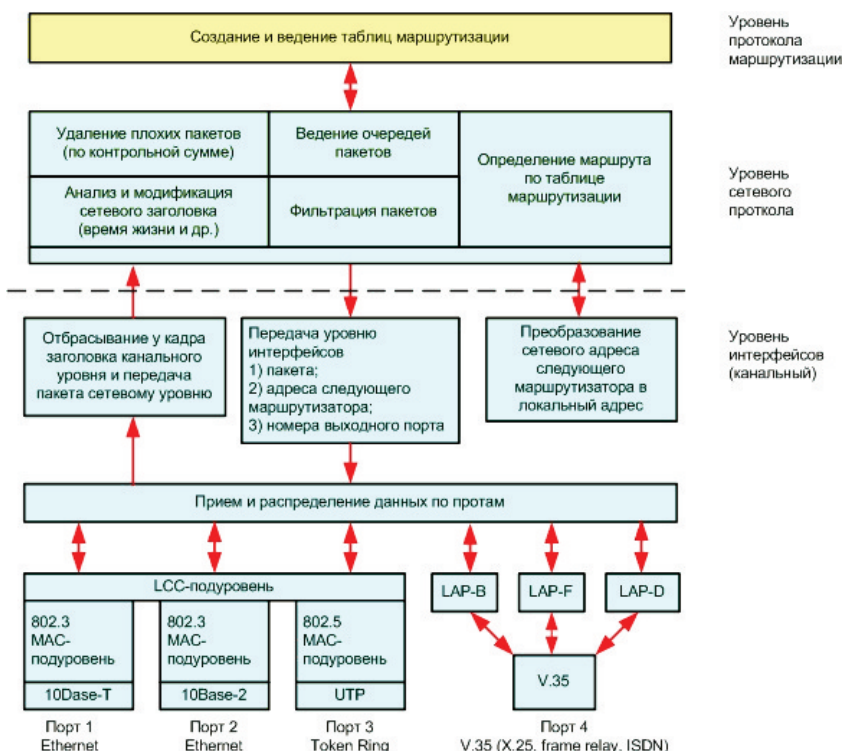 Создание и ведение таблиц маршрутизации
Уровень
протокола
маршрутизации
Удаление плохих пакетов
(по контрольной сумме)
Ведение очередей
пакетов
Определение маршрута
по таблице
маршрутизации
Анализ и модификация
сетевого заголовка
(время жизни и др.)
Фильтрация пакетов
Уровень
сетевого
проткола
Отбрасывание у кадра
заголовка канального
уровня и передача
пакета сетевому уровню
Передача уровню
интерфейсов
1) пакета;
2) адреса следующего
маршрутизатора;
3) номера выходного порта
Преобразование
сетевого адреса
следующего
маршрутизатора в
локальный адрес
Уровень
интерфейсов
(канальный)
Прием и распределение данных по протам
LCC-подуровень
802.3
MAC-
подуровень
10Dase-T
802.3
MAC-
подуровень
10Base-2
802.5
MAC-
подуровень
UTP
LAP-B
LAP-F
LAP-D
V.35
Порт 1
Ethernet
Порт 2
Ethernet
Порт 3
Token Ring
Порт 4
V.35 (X.25, frame relay, ISDN)